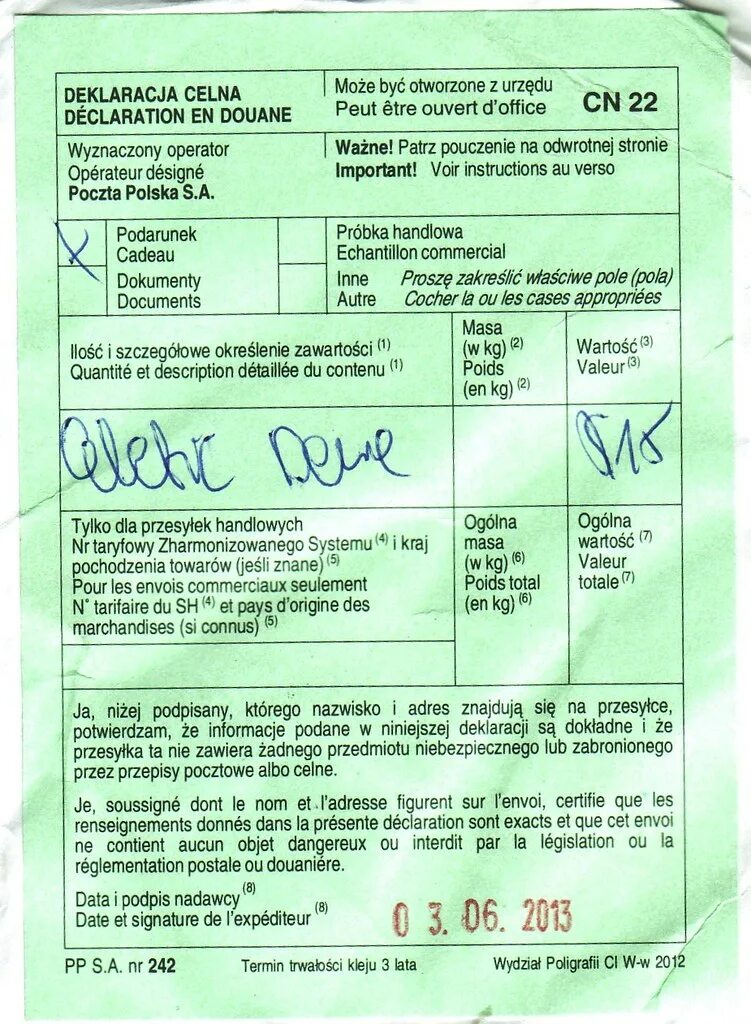 DEKLARACJA CELNA
DÉCLARATION EN DOUANE
Może być otworzone z urzędu
Peut être ouvert d'office
CN 22
Wyznaczony operator
Opérateur désigné
Poczta Polska S.A.
Ważne! Patrz pouczenie na odwrotnej stronie
Important! Voir instructions au verso
X
Podarunek
Cadeau
Próbka handlowa
Echantillon commercial
Dokumenty
Documents
Inne Proszę zakreślić właściwe pole (pola)
Autre Cocher la ou les cases appropriées
Ilość i szczegółowe określenie zawartości (1)
Quantité et description détaillée du contenu (1)
Masa
(w kg) (2)
Poids
(en kg) (2)
Wartość (3)
Valeur (3)
$15
Tylko dla przesyłek handlowych
Nr taryfowy Zharmonizowanego Systemu (4) i kraj
pochodzenia towarów (jeśli znane) (5)
Pour les envois commerciaux seulement
N° tarifaire du SH (4) et pays d'origine des
marchandises (si connus) (5)
Ogólna
masa
(w kg) (6)
Poids total
(en kg) (6)
Ogólna
wartość (7)
Valeur
totale (7)
Ja, niżej podpisany, którego nazwisko i adres znajdują się na przesyłce,
potwierdzam, że informacje podane w niniejszej deklaracji są dokładne i że
przesyłka ta nie zawiera żadnego przedmiotu niebezpiecznego lub zabronionego
przez przepisy pocztowe albo celne.
Je, soussigné dont le nom et l'adresse figurent sur l'envoi, certifie que les
renseignements donnés dans la présente déclaration sont exacts et que cet envoi
ne contient aucun objet dangereux ou interdit par la législation ou la
réglementation postale ou douaniére.
Data i podpis nadawcy (8)
Date et signature de l'expéditeur (8)
03.06.2013
PP S.A. nr 242
Termin trwałości kleju 3 lata
Wydział Poligrafii CI W-w 2012